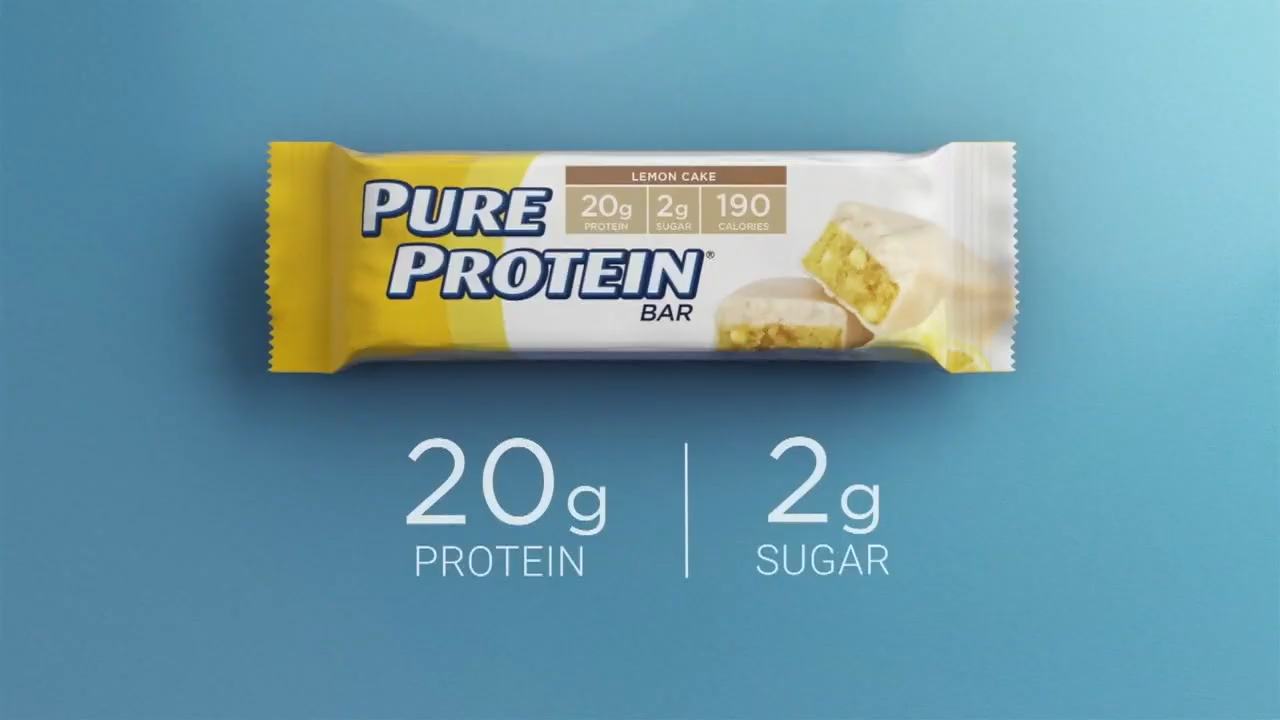 LEMON CAKE
20g 2g 190
PROTEIN SUGAR CALORIES
PURE
PROTEIN®
BAR
20g 2g
PROTEIN SUGAR